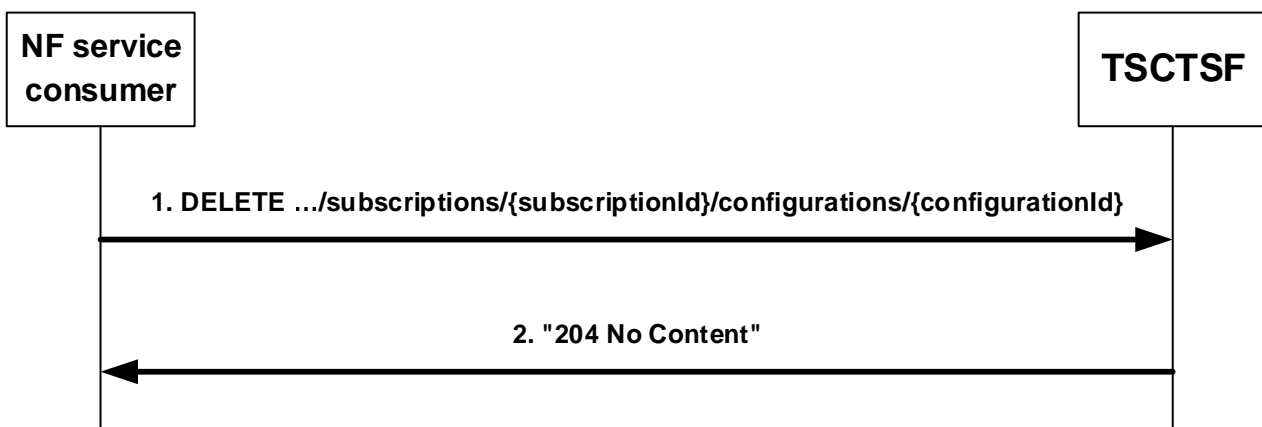 NF service
consumer
TSCTSF
1. DELETE .../subscriptions/{subscriptionId}/configurations/{configurationId}
2. "204 No Content"